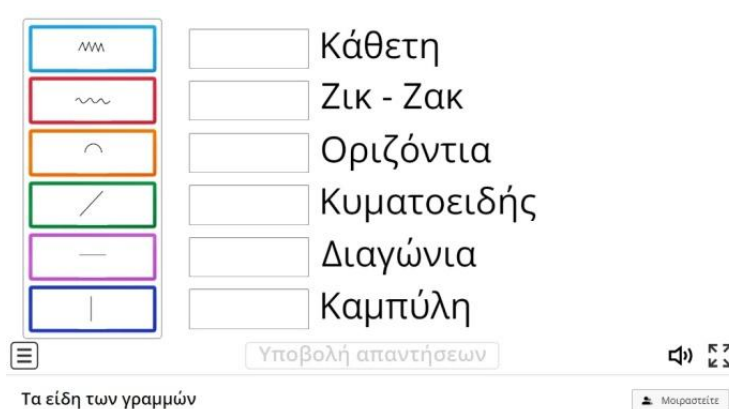 Κάθετη
Ζικ - Ζακ
Οριζόντια
Κυματοειδής
Διαγώνια
Καμπύλη
Υποβολή απαντήσεων
Τα είδη των γραμμών
Μοιραστείτε